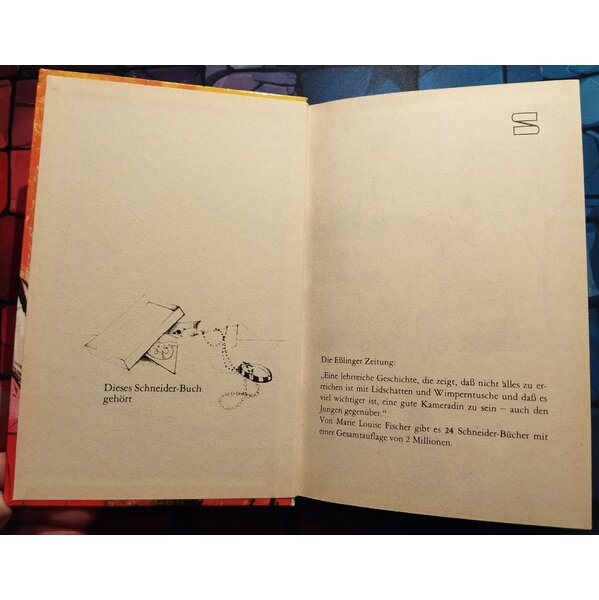 Dieses Schneider-Buch
gehört
Die Eßlinger Zeitung:
„Eine lehrreiche Geschichte, die zeigt, daß nicht alles zu er-
reichen ist mit Lidschatten und Wimperntusche und daß es
viel wichtiger ist, eine gute Kameradin zu sein – auch den
Jungen gegenüber.“
Von Marie Louise Fischer gibt es 24 Schneider-Bücher mit
einer Gesamtauflage von 2 Millionen.